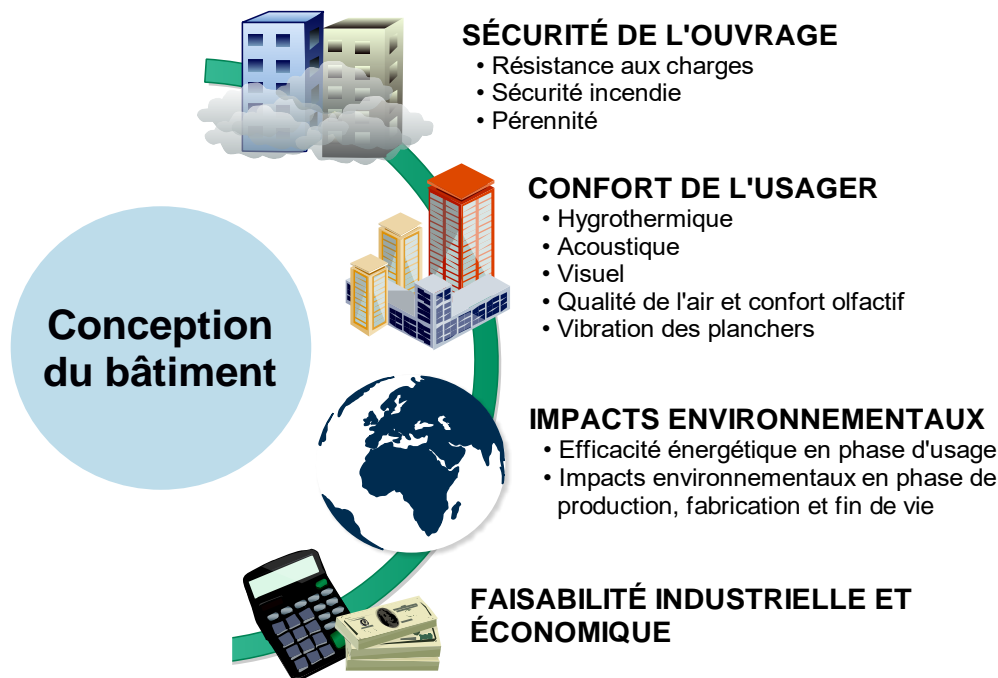 SÉCURITÉ DE L'OUVRAGE
• Résistance aux charges
• Sécurité incendie
• Pérennité
CONFORT DE L'USAGER
• Hygrothermique
• Acoustique
• Visuel
• Qualité de l'air et confort olfactif
• Vibration des planchers
Conception
du bâtiment
IMPACTS ENVIRONNEMENTAUX
• Efficacité énergétique en phase d'usage
• Impacts environnementaux en phase de
production, fabrication et fin de vie
FAISABILITÉ INDUSTRIELLE ET
ÉCONOMIQUE